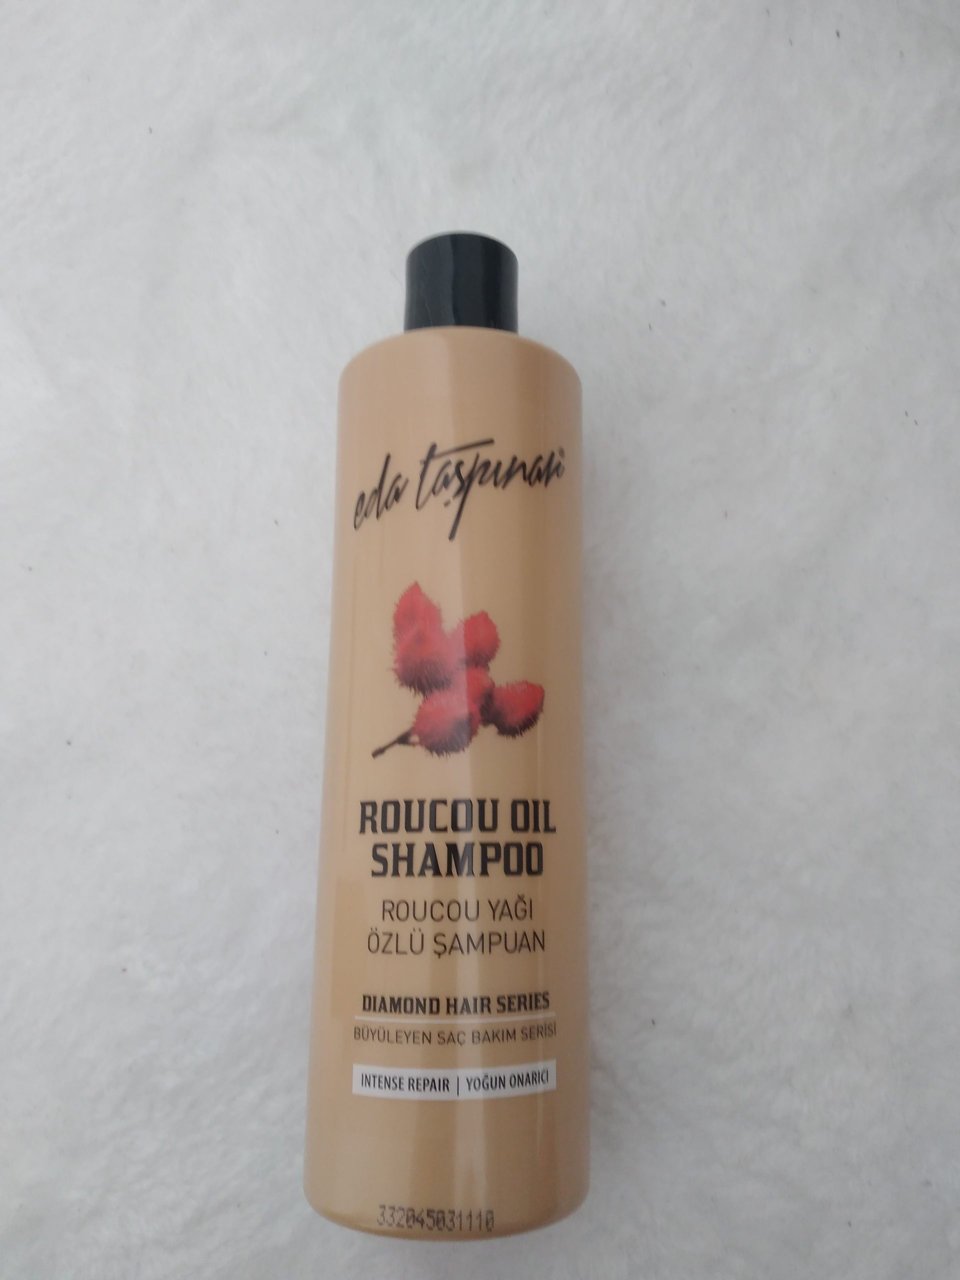 eda taşpınar
ROUCOU OIL
SHAMPOO
ROUCOU YAĞI
ÖZLÜ ŞAMPUAN
DIAMOND HAIR SERIES
BÜYÜLEYEN SAÇ BAKIM SERİSİ
INTENSE REPAIR | YOĞUN ONARICI
332045031110